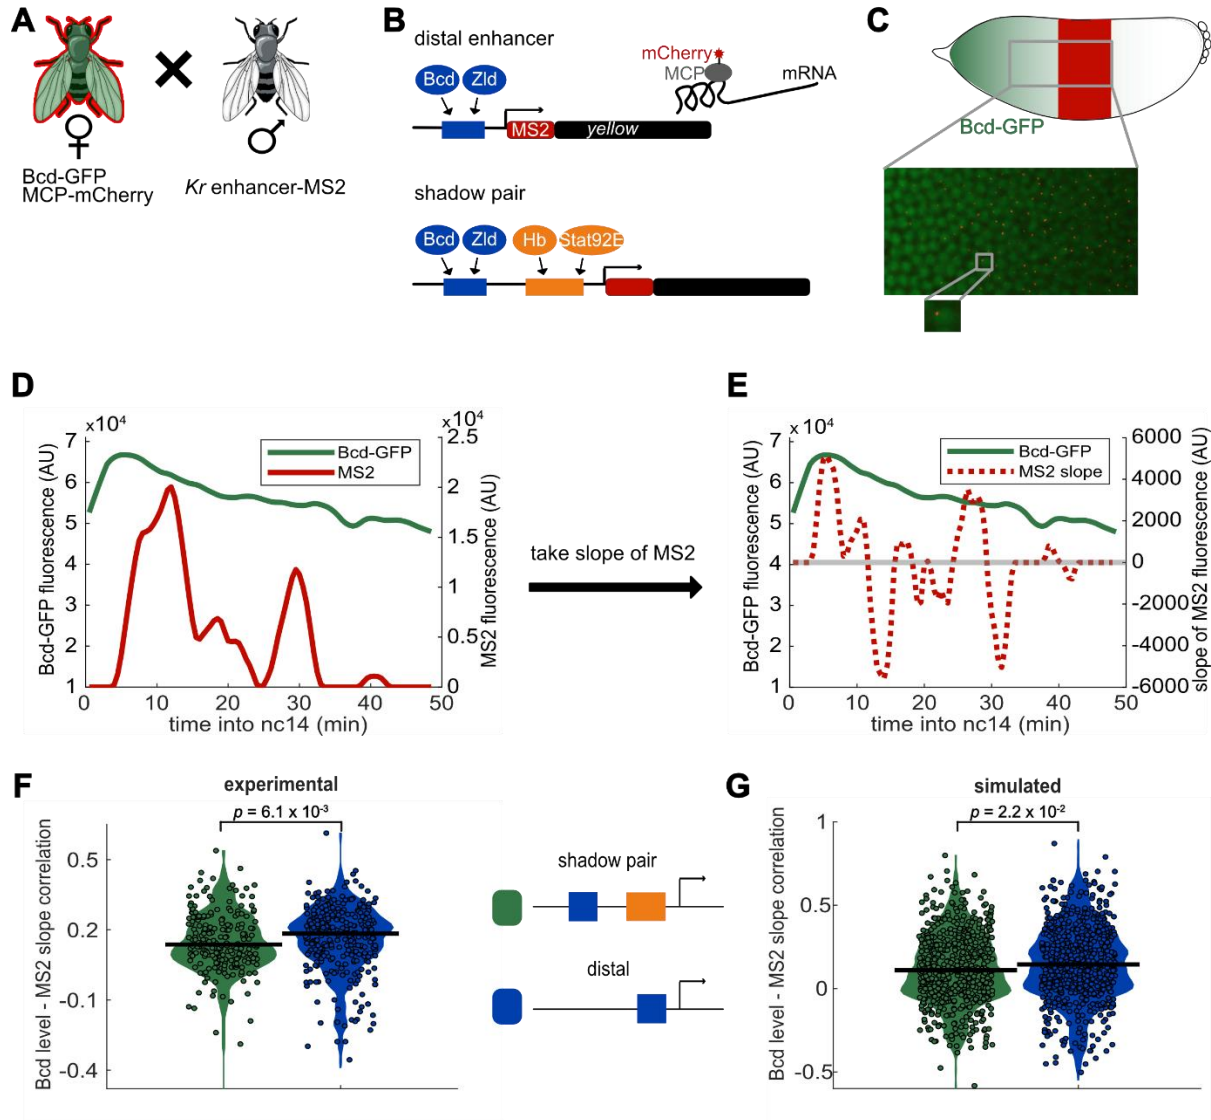 A
Bcd-GFP
MCP-mCherry
Kr enhancer-MS2
B
distal enhancer
Bcd
Zld
mCherry
MCP
mRNA
MS2
yellow
shadow pair
Bcd
Zld
Hb
Stat92E
C
Bcd-GFP
D
x10⁴
x10⁴
Bcd-GFP fluorescence (AU)
7
6
5
4
3
2
1
Bcd-GFP
MS2
2.5
2
1.5
1
0.5
0
MS2 fluorescence (AU)
10
20
30
40
50
time into nc14 (min)
take slope of MS2
E
x 10⁴
Bcd-GFP fluorescence (AU)
7
6
5
4
3
2
1
Bcd-GFP
MS2 slope
6000
4000
2000
0
-2000
-4000
-6000
slope of MS2 fluorescence (AU)
0
10
20
30
40
50
time into nc14 (min)
F
experimental
p = 6.1 x 10⁻³
Bcd level - MS2 slope correlation
0.5
0.2
-0.1
-0.4
shadow pair
distal
G
simulated
p = 2.2 x 10⁻²
Bcd level - MS2 slope correlation
1
0.5
0
-0.5